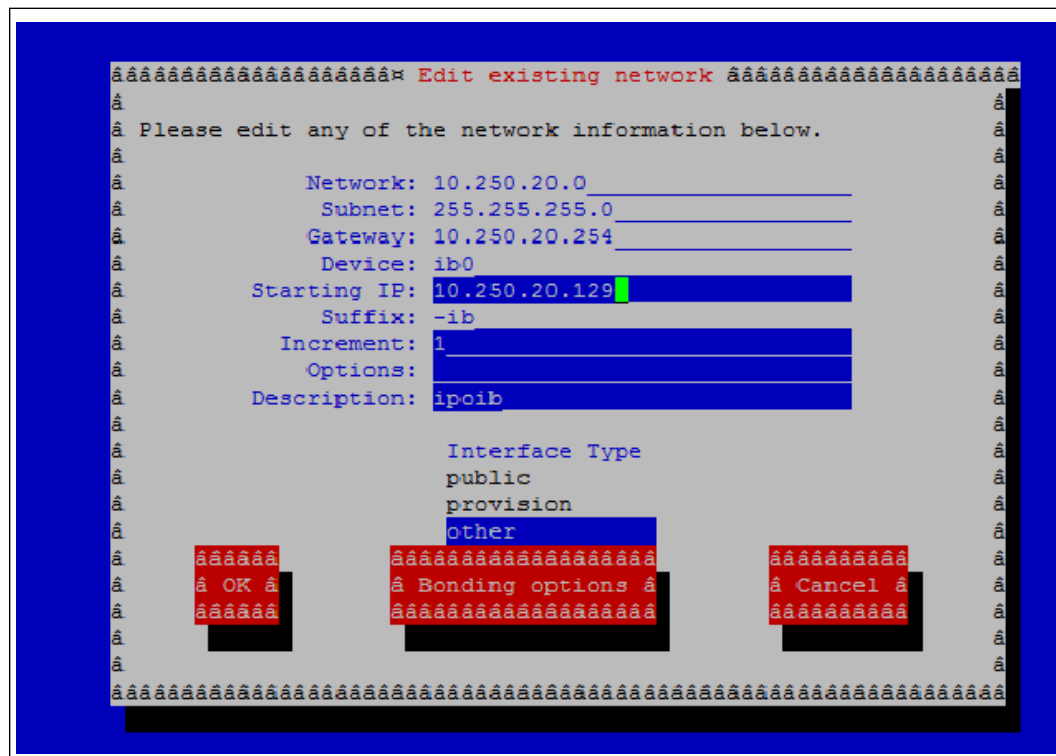 Edit existing network
Please edit any of the network information below.
Network: 10.250.20.0
Subnet: 255.255.255.0
Gateway: 10.250.20.254
Device: ib0
Starting IP: 10.250.20.129
Suffix: -ib
Increment: 1
Options:
Description: ipoib
Interface Type
public
provision
other
OK Bonding options Cancel